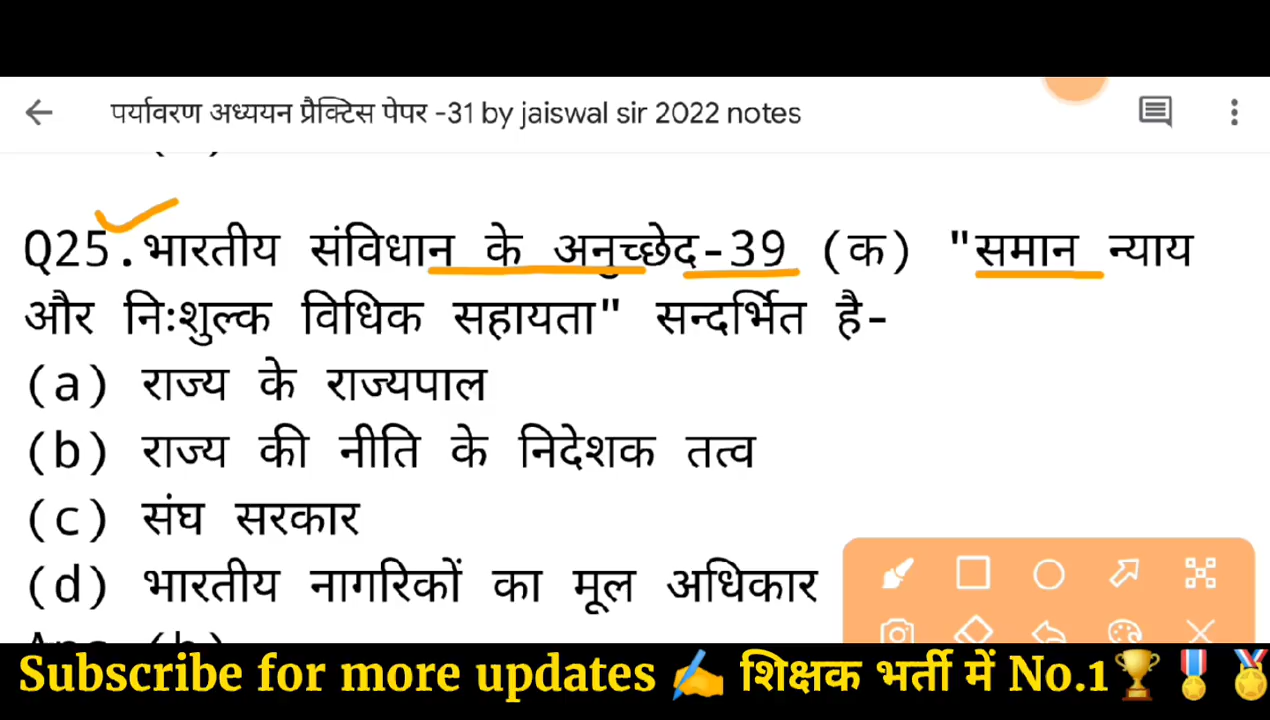 पर्यावरण अध्ययन प्रैक्टिस पेपर -31 by jaiswal sir 2022 notes
Q25.भारतीय संविधान के अनुच्छेद-39 (क) "समान न्याय
और निःशुल्क विधिक सहायता" सन्दर्भित है-
(a) राज्य के राज्यपाल
(b) राज्य की नीति के निदेशक तत्व
(c) संघ सरकार
(d) भारतीय नागरिकों का मूल अधिकार
Subscribe for more updates ✍️ शिक्षक भर्ती में No.1🏆🎖️🥇